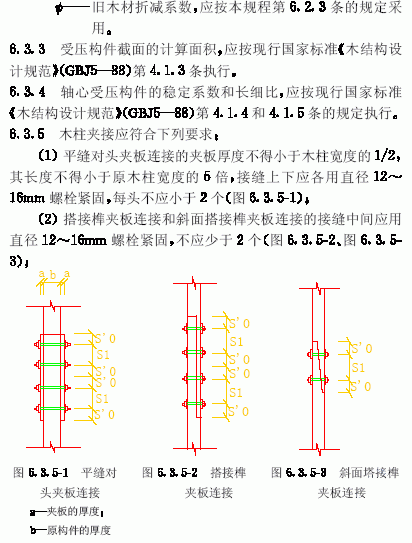 φ——旧木材折减系数，应按本规程第6.2.3条的规定采
用。
6.3.3 受压构件截面的计算面积，应按现行国家标准《木结构设
计规范》(GBJ5—88)第4.1.3条执行。
6.3.4 轴心受压构件的稳定系数和长细比，应按现行国家标准
《木结构设计规范》(GBJ5—88)第4.1.4和4.1.5条的规定执行。
6.3.5 木柱夹接应符合下列要求：
(1) 平缝对头夹板连接的夹板厚度不得小于木柱宽度的1/2，
其长度不得小于原木柱宽度的5倍，接缝上下应各用直径12～
16mm螺栓紧固，每头不应小于2个(图6.3.5-1)；
(2) 搭接榫夹板连接和斜面搭接榫夹板连接的接缝中间应用
直径12～16mm螺栓紧固，不应少于2个(图6.3.5-2、图6.3.5-
3)；
a b a
S'0
S1
S'0
S'0
S1
S'0
S'0
S1
S'0
S'0
S1
S'0
S'0
S1
S'0
图 6.3.5-1 平缝对
头夹板连接
图 6.3.5-2 搭接榫
夹板连接
图 6.3.5-3 斜面塔接榫
夹板连接
a—夹板的厚度；
b—原构件的厚度